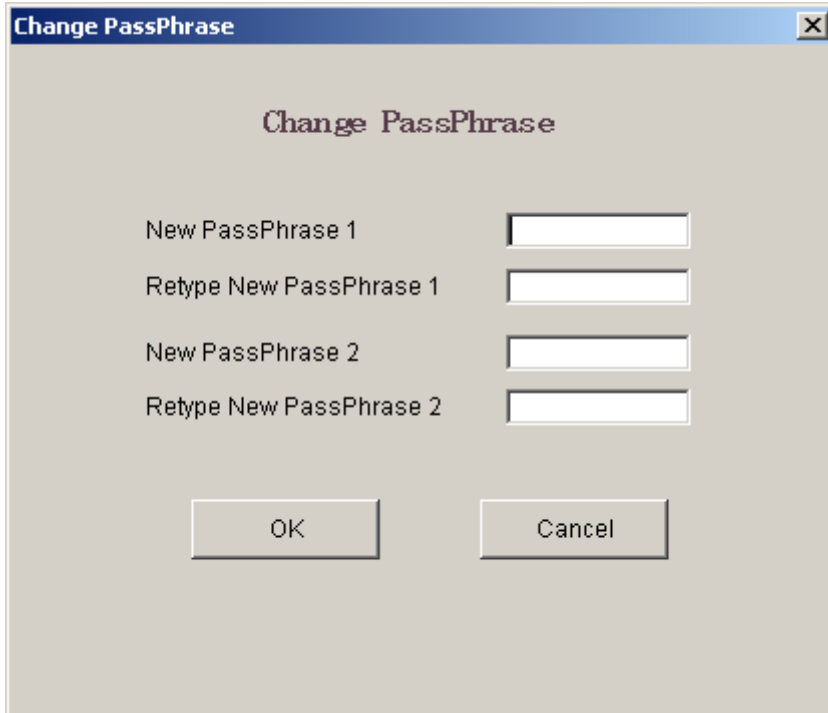 Change PassPhrase
Change PassPhrase
New PassPhrase 1
Retype New PassPhrase 1
New PassPhrase 2
Retype New PassPhrase 2
OK Cancel